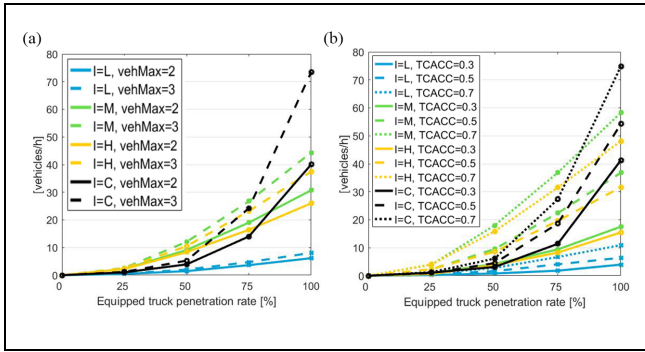 (a)
80
70
60
50
40
30
20
10
0
[vehicles/h]
I=L, vehMax=2
I=L, vehMax=3
I=M, vehMax=2
I=M, vehMax=3
I=H, vehMax=2
I=H, vehMax=3
I=C, vehMax=2
I=C, vehMax=3
0 25 50 75 100
Equipped truck penetration rate [%]
(b)
80
70
60
50
40
30
20
10
0
[vehicles/h]
I=L, TCACC=0.3
I=L, TCACC=0.5
I=L, TCACC=0.7
I=M, TCACC=0.3
I=M, TCACC=0.5
I=M, TCACC=0.7
I=H, TCACC=0.3
I=H, TCACC=0.5
I=H, TCACC=0.7
I=C, TCACC=0.3
I=C, TCACC=0.5
I=C, TCACC=0.7
0 25 50 75 100
Equipped truck penetration rate [%]